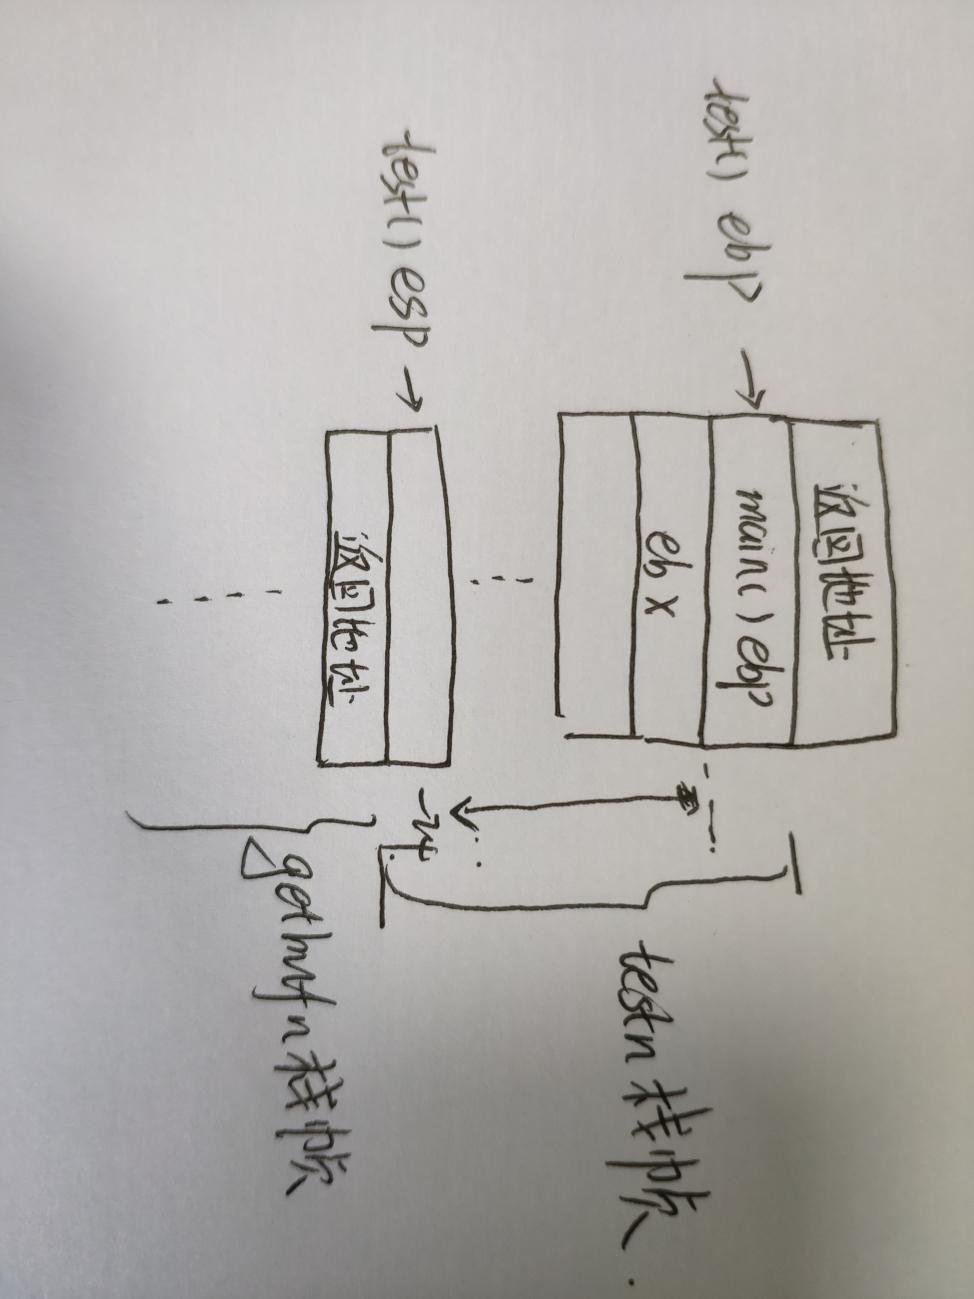 test() ebp →
返回地址
main() ebp
ebx
test() esp →
返回地址
-24
test() 栈帧
getbuf() 栈帧